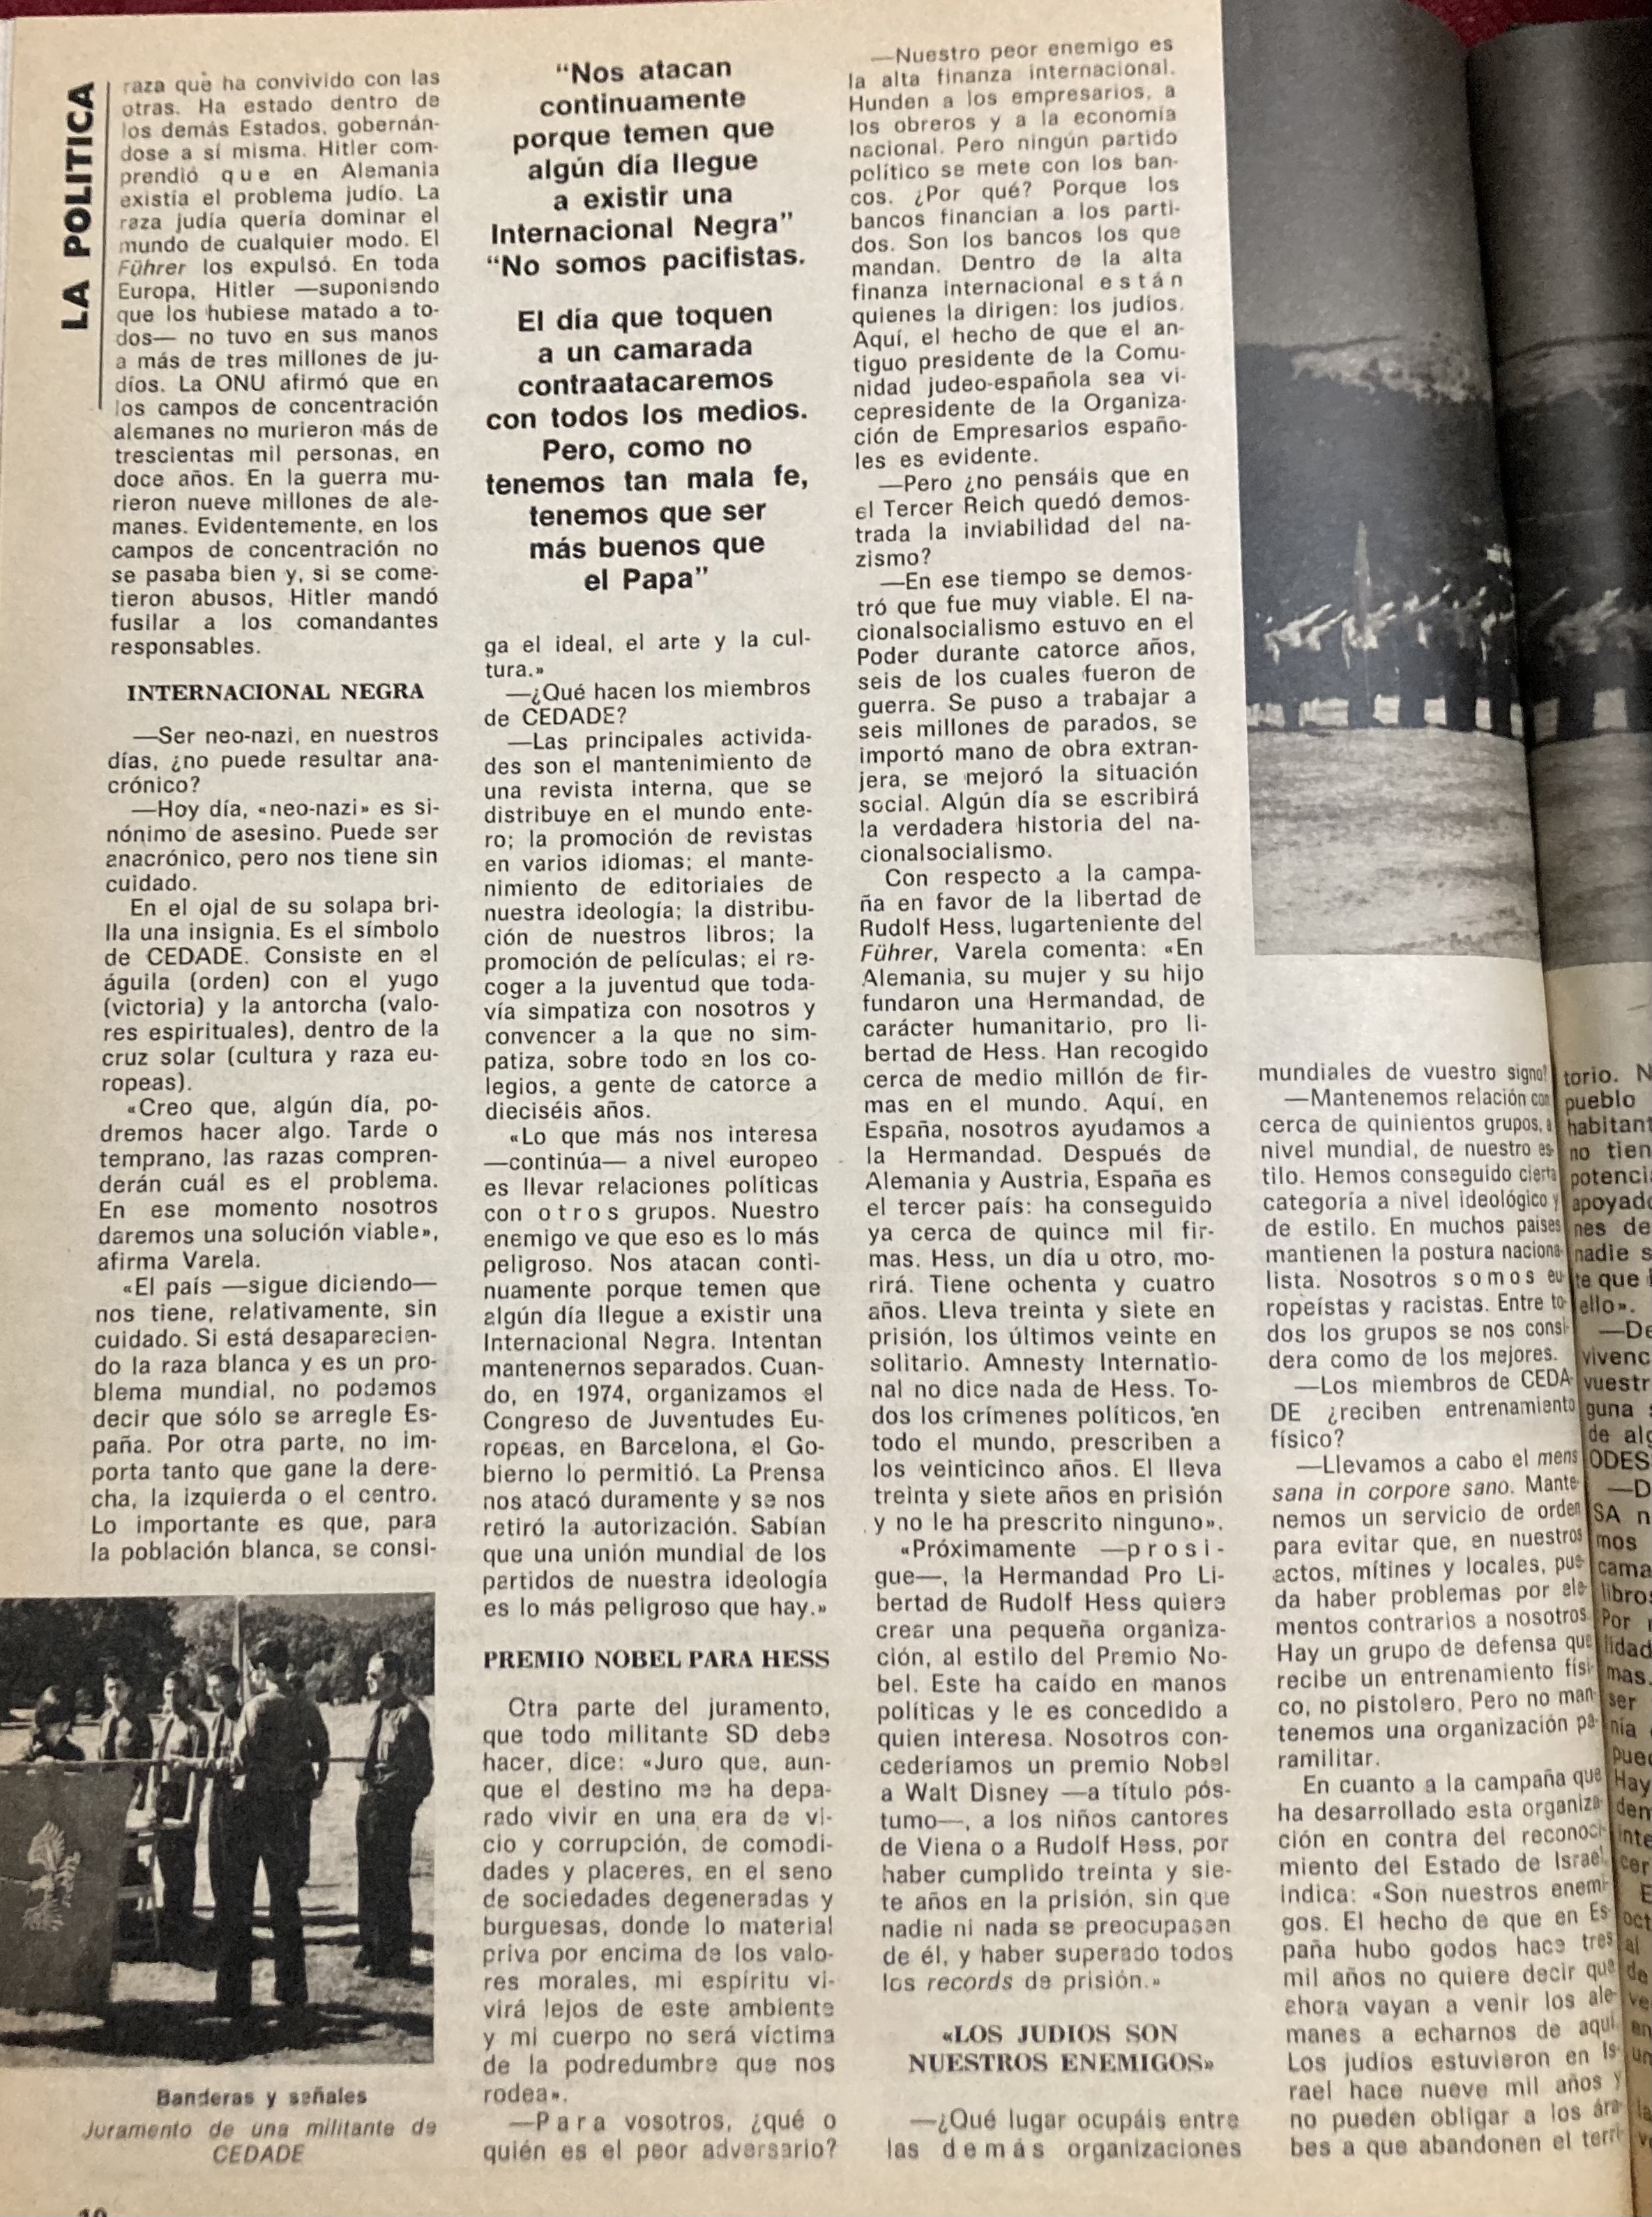 LA POLITICA
raza que ha convivido con las
otras. Ha estado dentro de
los demás Estados, gobernán-
dose a sí misma. Hitler com-
prendió que en Alemania
existía el problema judío. La
raza judía quería dominar el
mundo de cualquier modo. El
Führer los expulsó. En toda
Europa, Hitler —suponiendo
que los hubiese matado a to-
dos— no tuvo en sus manos
a más de tres millones de ju-
díos. La ONU afirmó que en
los campos de concentración
alemanes no murieron más de
trescientas mil personas, en
doce años. En la guerra mu-
rieron nueve millones de ale-
manes. Evidentemente, en los
campos de concentración no
se pasaba bien y, si se come-
tieron abusos, Hitler mandó
fusilar a los comandantes
responsables.
INTERNACIONAL NEGRA
—Ser neo-nazi, en nuestros
días, ¿no puede resultar ana-
crónico?
—Hoy día, «neo-nazi» es si-
nónimo de asesino. Puede ser
anacrónico, pero nos tiene sin
cuidado.
En el ojal de su solapa bri-
lla una insignia. Es el símbolo
de CEDADE. Consiste en el
águila (orden) con el yugo
(victoria) y la antorcha (valo-
res espirituales), dentro de la
cruz solar (cultura y raza eu-
ropeas).
«Creo que, algún día, po-
dremos hacer algo. Tarde o
temprano, las razas compren-
derán cuál es el problema.
En ese momento nosotros
daremos una solución viable»,
afirma Varela.
«El país —sigue diciendo—
nos tiene, relativamente, sin
cuidado. Si está desaparecien-
do la raza blanca y es un pro-
blema mundial, no podemos
decir que sólo se arregle Es-
paña. Por otra parte, no im-
porta tanto que gane la dere-
cha, la izquierda o el centro.
Lo importante es que, para
la población blanca, se consi-
Banderas y señales
Juramento de una militante de
CEDADE
10
“Nos atacan
continuamente
porque temen que
algún día llegue
a existir una
Internacional Negra”
“No somos pacifistas.
El día que toquen
a un camarada
contraatacaremos
con todos los medios.
Pero, como no
tenemos tan mala fe,
tenemos que ser
más buenos que
el Papa”
ga el ideal, el arte y la cul-
tura.»
—¿Qué hacen los miembros
de CEDADE?
—Las principales activida-
des son el mantenimiento de
una revista interna, que se
distribuye en el mundo ente-
ro; la promoción de revistas
en varios idiomas; el mante-
nimiento de editoriales de
nuestra ideología; la distribu-
ción de nuestros libros; la
promoción de películas; el re-
coger a la juventud que toda-
vía simpatiza con nosotros y
convencer a la que no sim-
patiza, sobre todo en los co-
legios, a gente de catorce a
dieciséis años.
«Lo que más nos interesa
—continúa— a nivel europeo
es llevar relaciones políticas
con otros grupos. Nuestro
enemigo ve que eso es lo más
peligroso. Nos atacan conti-
nuamente porque temen que
algún día llegue a existir una
Internacional Negra. Intentan
mantenernos separados. Cuan-
do, en 1974, organizamos el
Congreso de Juventudes Eu-
ropeas, en Barcelona, el Go-
bierno lo permitió. La Prensa
nos atacó duramente y se nos
retiró la autorización. Sabían
que una unión mundial de los
partidos de nuestra ideología
es lo más peligroso que hay.»
PREMIO NOBEL PARA HESS
Otra parte del juramento,
que todo militante SD debe
hacer, dice: «Juro que, aun-
que el destino me ha depa-
rado vivir en una era de vi-
cio y corrupción, de comodi-
dades y placeres, en el seno
de sociedades degeneradas y
burguesas, donde lo material
priva por encima de los valo-
res morales, mi espíritu vi-
virá lejos de este ambiente
y mi cuerpo no será víctima
de la podredumbre que nos
rodea».
—Para vosotros, ¿qué o
quién es el peor adversario?
—Nuestro peor enemigo es
la alta finanza internacional.
Hunden a los empresarios, a
los obreros y a la economía
nacional. Pero ningún partido
político se mete con los ban-
cos. ¿Por qué? Porque los
bancos financian a los parti-
dos. Son los bancos los que
mandan. Dentro de la alta
finanza internacional están
quienes la dirigen: los judíos.
Aquí, el hecho de que el an-
tiguo presidente de la Comu-
nidad judeo-española sea vi-
cepresidente de la Organiza-
ción de Empresarios españo-
les es evidente.
—Pero ¿no pensáis que en
el Tercer Reich quedó demos-
trada la inviabilidad del na-
zismo?
—En ese tiempo se demos-
tró que fue muy viable. El na-
cionalsocialismo estuvo en el
Poder durante catorce años,
seis de los cuales fueron de
guerra. Se puso a trabajar a
seis millones de parados, se
importó mano de obra extran-
jera, se mejoró la situación
social. Algún día se escribirá
la verdadera historia del na-
cionalsocialismo.
Con respecto a la campa-
ña en favor de la libertad de
Rudolf Hess, lugarteniente del
Führer, Varela comenta: «En
Alemania, su mujer y su hijo
fundaron una Hermandad, de
carácter humanitario, pro li-
bertad de Hess. Han recogido
cerca de medio millón de fir-
mas en el mundo. Aquí, en
España, nosotros ayudamos a
la Hermandad. Después de
Alemania y Austria, España es
el tercer país: ha conseguido
ya cerca de quince mil fir-
mas. Hess, un día u otro, mo-
rirá. Tiene ochenta y cuatro
años. Lleva treinta y siete en
prisión, los últimos veinte en
solitario. Amnesty Internatio-
nal no dice nada de Hess. To-
dos los crímenes políticos, en
todo el mundo, prescriben a
los veinticinco años. El lleva
treinta y siete años en prisión
y no le ha prescrito ninguno».
«Próximamente —prosi-
gue—, la Hermandad Pro Li-
bertad de Rudolf Hess quiere
crear una pequeña organiza-
ción, al estilo del Premio No-
bel. Este ha caído en manos
políticas y le es concedido a
quien interesa. Nosotros con-
cederíamos un premio Nobel
a Walt Disney —a título pós-
tumo—, a los niños cantores
de Viena o a Rudolf Hess, por
haber cumplido treinta y sie-
te años en la prisión, sin que
nadie ni nada se preocupasen
de él, y haber superado todos
los records de prisión.»
«LOS JUDIOS SON
NUESTROS ENEMIGOS»
—¿Qué lugar ocupáis entre
las demás organizaciones
mundiales de vuestro signo?
—Mantenemos relación con
cerca de quinientos grupos, a
nivel mundial, de nuestro es-
tilo. Hemos conseguido cierta
categoría a nivel ideológico y
de estilo. En muchos países
mantienen la postura naciona-
lista. Nosotros somos eu-
ropeístas y racistas. Entre to-
dos los grupos se nos consi-
dera como de los mejores.
—Los miembros de CEDA-
DE ¿reciben entrenamiento
físico?
—Llevamos a cabo el mens
sana in corpore sano. Mante-
nemos un servicio de orden
para evitar que, en nuestros
actos, mítines y locales, pue-
da haber problemas por ele-
mentos contrarios a nosotros.
Hay un grupo de defensa que
recibe un entrenamiento físi-
co, no pistolero. Pero no man-
tenemos una organización pa-
ramilitar.
En cuanto a la campaña que
ha desarrollado esta organiza-
ción en contra del reconoci-
miento del Estado de Israel
indica: «Son nuestros enemi-
gos. El hecho de que en Es-
paña hubo godos hace tres
mil años no quiere decir que
ahora vayan a venir los ale-
manes a echarnos de aquí.
Los judíos estuvieron en Is-
rael hace nueve mil años y
no pueden obligar a los ára-
bes a que abandonen el terri-
torio. N
pueblo
habitant
no tien
potencia
apoyado
nes de
nadie s
te que
ello».
—De
vivenc
vuestr
guna
de alg
ODES
—D
SA n
mos
cama
libros
Por
lidad
mas.
ser
nía
pued
Hay
dem
inte
cer
E
oct
al
de
ve
en
un
la